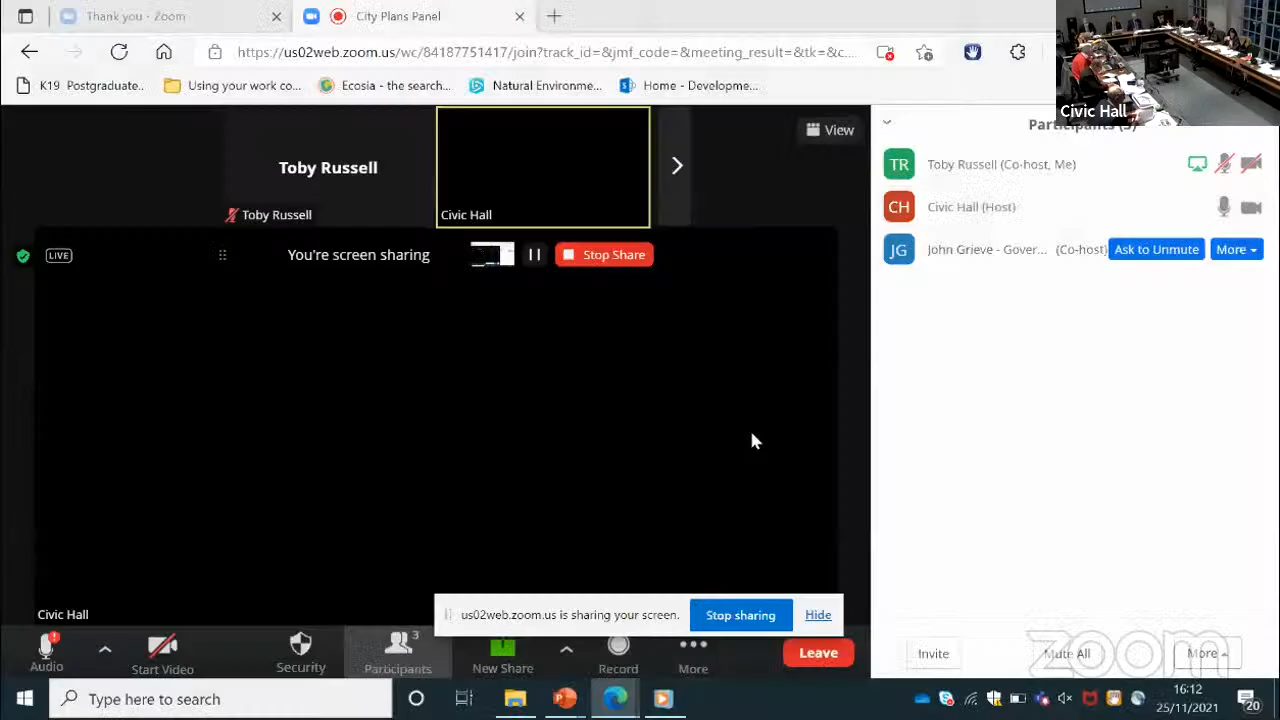 Thank you - Zoom
City Plans Panel
https://us02web.zoom.us/wc/84187751417/join?track_id=&jmf_code=&meeting_result=&tk=&c...
K19 Postgraduate..
Using your work co...
Ecosia - the search...
Natural Environme...
Home - Developme...
Civic Hall
Toby Russell
Toby Russell
Civic Hall
View
Participants (3)
TR
Toby Russell (Co-host, Me)
CH
Civic Hall (Host)
JG
John Grieve - Gover... (Co-host)
Ask to Unmute
More
LIVE
You're screen sharing
Stop Share
Civic Hall
us02web.zoom.us is sharing your screen.
Stop sharing
Hide
Audio
Start Video
Security
3
Participants
New Share
Record
More
Leave
Invite
Mute All
More
zoom
Type here to search
16:12
25/11/2021
20